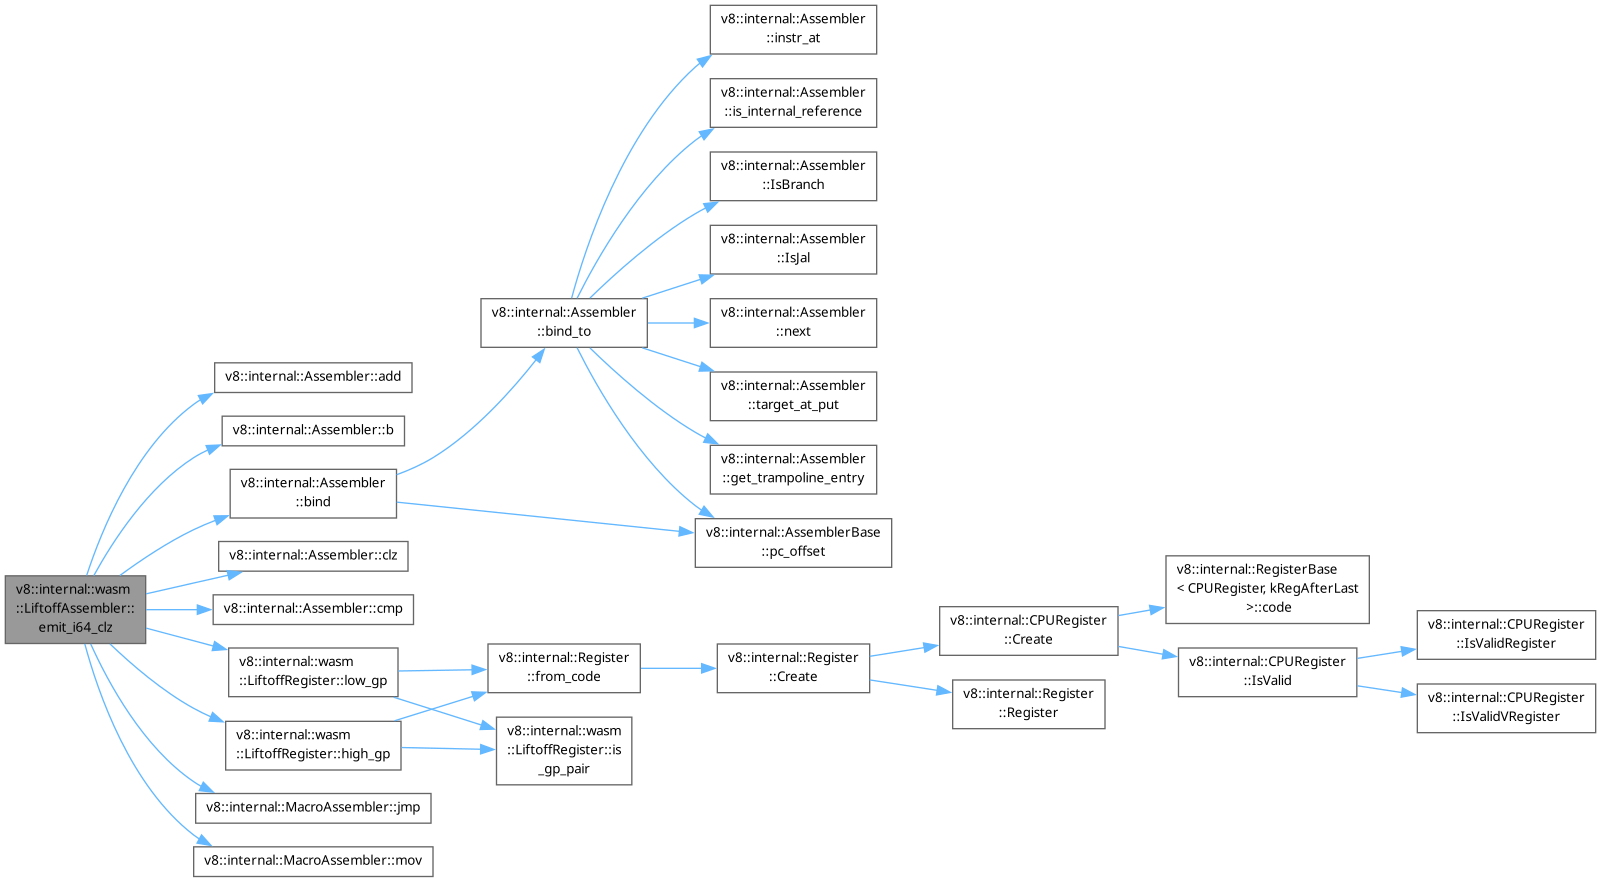 v8::internal::wasm
::LiftoffAssembler::
emit_i64_clz
v8::internal::Assembler::add
v8::internal::Assembler::b
v8::internal::Assembler
::bind
v8::internal::Assembler::clz
v8::internal::Assembler::cmp
v8::internal::wasm
::LiftoffRegister::low_gp
v8::internal::wasm
::LiftoffRegister::high_gp
v8::internal::MacroAssembler::jmp
v8::internal::MacroAssembler::mov
v8::internal::Assembler
::bind_to
v8::internal::Register
::from_code
v8::internal::wasm
::LiftoffRegister::is
_gp_pair
v8::internal::Assembler
::instr_at
v8::internal::Assembler
::is_internal_reference
v8::internal::Assembler
::IsBranch
v8::internal::Assembler
::IsJal
v8::internal::Assembler
::next
v8::internal::Assembler
::target_at_put
v8::internal::Assembler
::get_trampoline_entry
v8::internal::AssemblerBase
::pc_offset
v8::internal::Register
::Create
v8::internal::CPURegister
::Create
v8::internal::Register
::Register
v8::internal::RegisterBase
< CPURegister, kRegAfterLast
>::code
v8::internal::CPURegister
::IsValid
v8::internal::CPURegister
::IsValidRegister
v8::internal::CPURegister
::IsValidVRegister